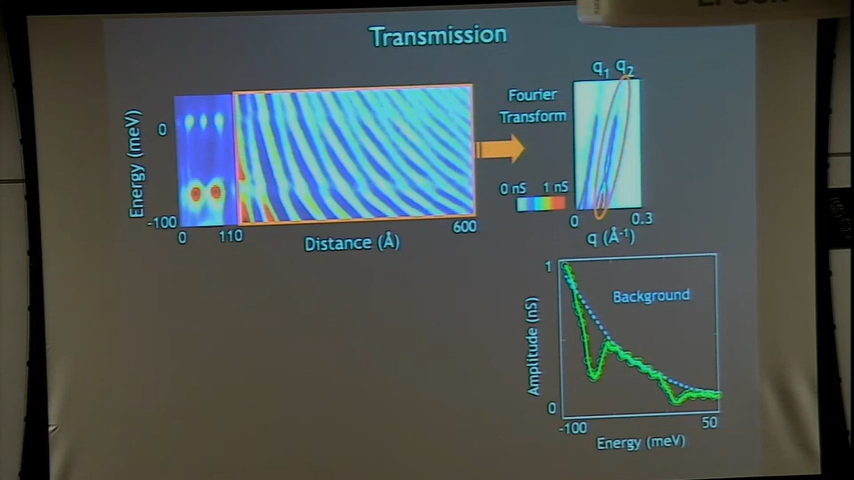 Transmission
q1 q2
Fourier
Transform
Energy (meV)
0
-100
0
110
600
Distance (Å)
0 nS 1 nS
0
0.3
q (Å-1)
1
Background
Amplitude (nS)
0
-100
50
Energy (meV)